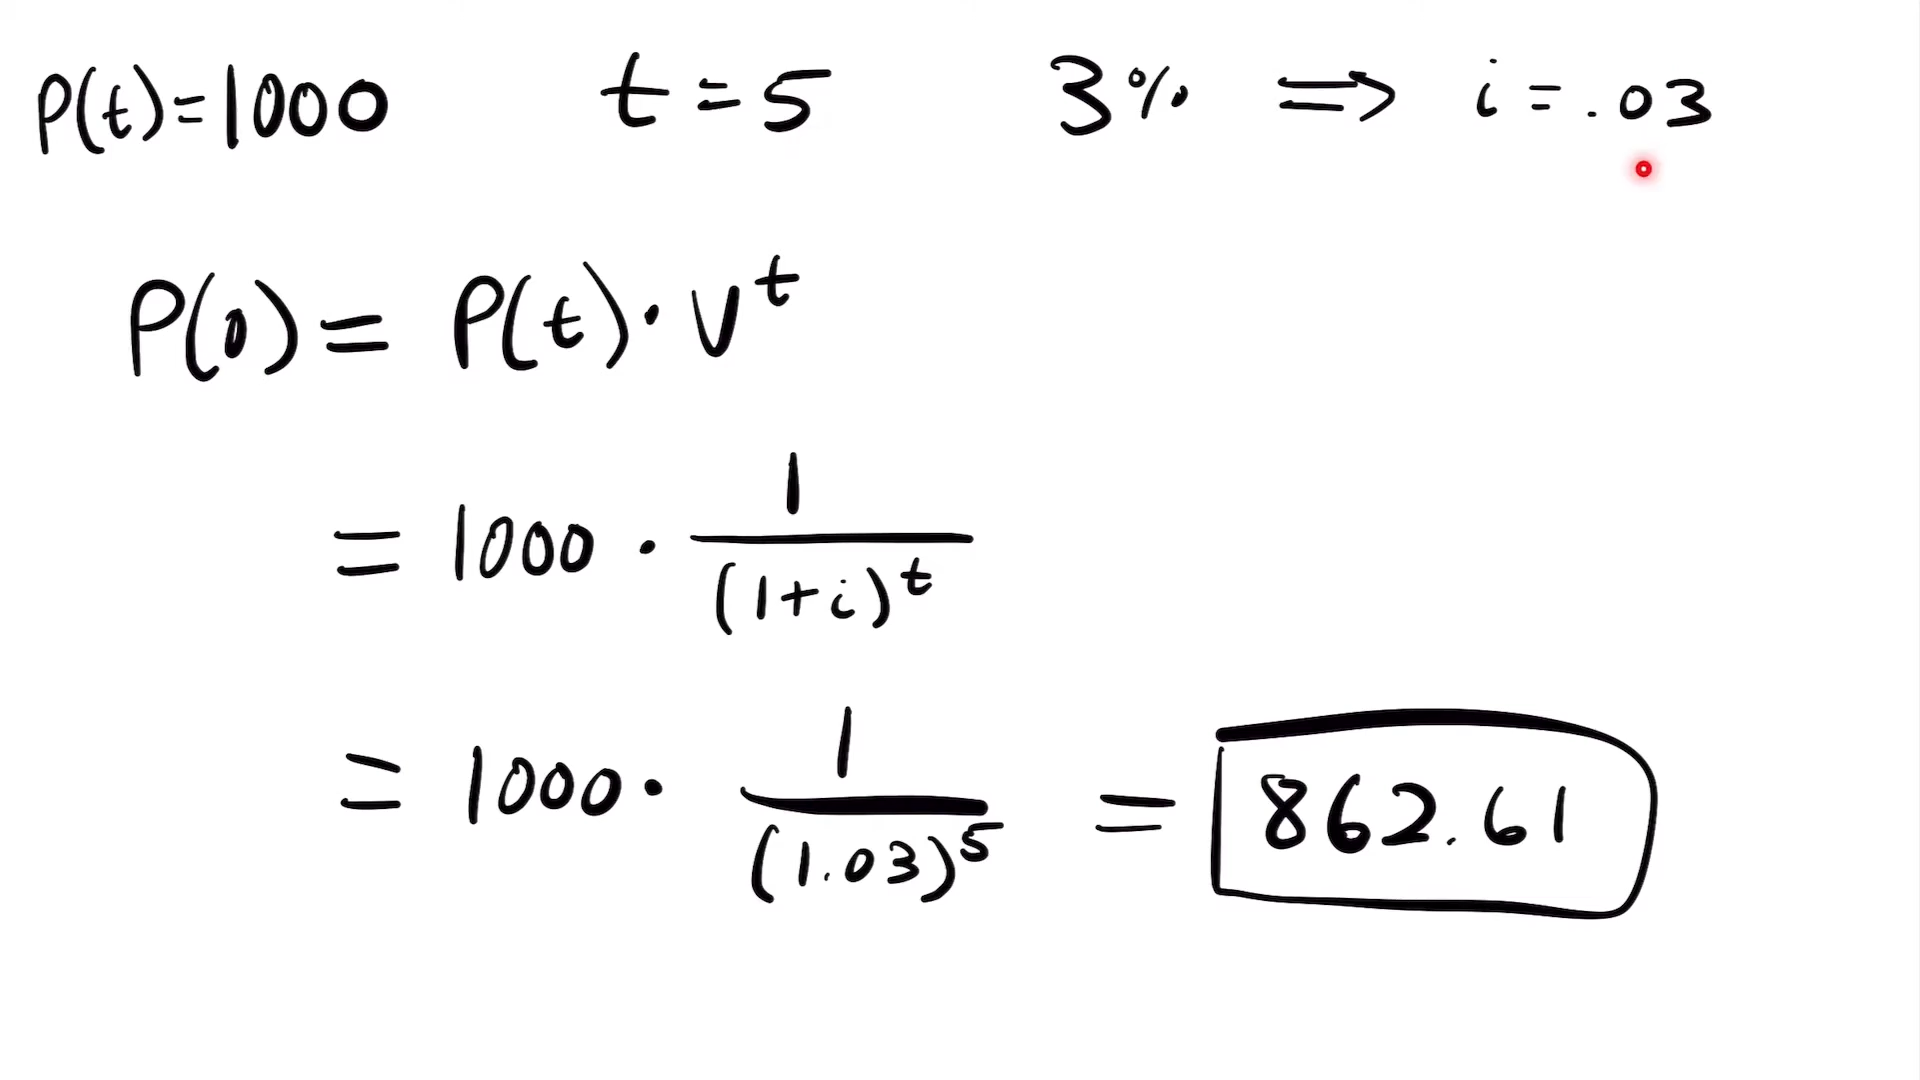 P(t)=1000 t=5 3% ⟹ i=.03
P(0)= P(t)·v^t
= 1000 · 1/(1+i)^t
= 1000 · 1/(1.03)^5 = 862.61